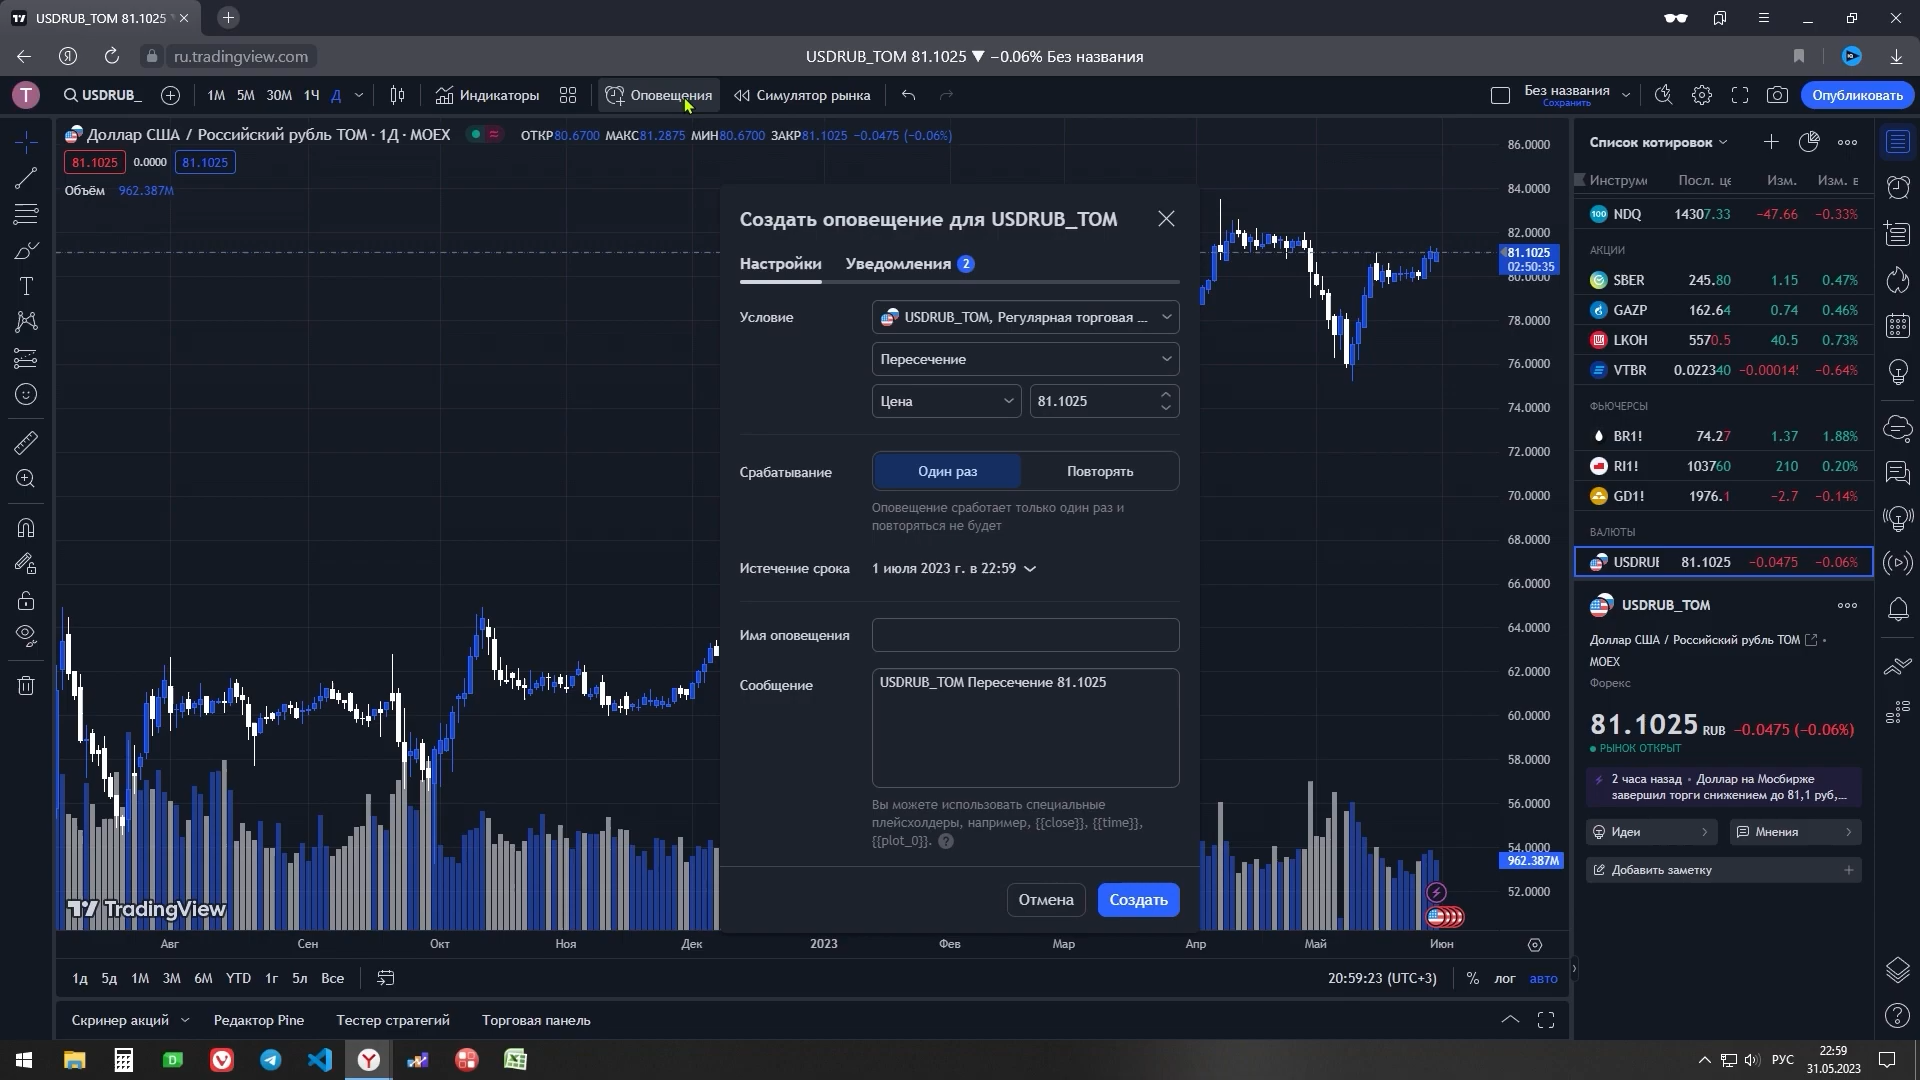 USDRUB_TOM 81.1025
ru.tradingview.com
USDRUB_TOM 81.1025 ▼ −0.06% Без названия
T
USDRUB_
1М 5М 30М 1Ч Д
Индикаторы
Оповещения
Симулятор рынка
Без названия
Сохранить
Опубликовать
Доллар США / Российский рубль TOM · 1Д · MOEX
ОТКР80.6700 МАКС81.2875 МИН80.6700 ЗАКР81.1025 −0.0475 (−0.06%)
81.1025 0.0000 81.1025
Объём 962.387M
Создать оповещение для USDRUB_TOM
Настройки Уведомления 2
Условие
USDRUB_TOM, Регулярная торговая ...
Пересечение
Цена 81.1025
Срабатывание
Один раз Повторять
Оповещение сработает только один раз и
повторяться не будет
Истечение срока 1 июля 2023 г. в 22:59
Имя оповещения
Сообщение
USDRUB_TOM Пересечение 81.1025
Вы можете использовать специальные
плейсхолдеры, например, {{close}}, {{time}},
{{plot_0}}. ?
Отмена Создать
86.0000
84.0000
82.0000
81.1025
02:50:35
80.0000
78.0000
76.0000
74.0000
72.0000
70.0000
68.0000
66.0000
64.0000
62.0000
60.0000
58.0000
56.0000
54.0000
962.387M
52.0000
TradingView
Авг Сен Окт Ноя Дек 2023 Фев Мар Апр Май Июн
1д 5д 1М 3М 6М YTD 1г 5л Все
20:59:23 (UTC+3) % лог авто
Скринер акций Редактор Pine Тестер стратегий Торговая панель
Список котировок
Инструм Посл. це Изм. Изм. в
100 NDQ 14307.33 −47.66 −0.33%
АКЦИИ
SBER 245.80 1.15 0.47%
GAZP 162.64 0.74 0.46%
LKOH 5570.5 40.5 0.73%
VTBR 0.022340 −0.00014 −0.64%
ФЬЮЧЕРСЫ
BR1! 74.27 1.37 1.88%
RI1! 103760 210 0.20%
GD1! 1976.1 −2.7 −0.14%
ВАЛЮТЫ
USDRUE 81.1025 −0.0475 −0.06%
USDRUB_TOM
Доллар США / Российский рубль TOM •
MOEX
Форекс
81.1025 RUB −0.0475 (−0.06%)
РЫНОК ОТКРЫТ
2 часа назад • Доллар на Мосбирже
завершил торги снижением до 81,1 руб,...
Идеи Мнения
Добавить заметку
РУС
22:59
31.05.2023